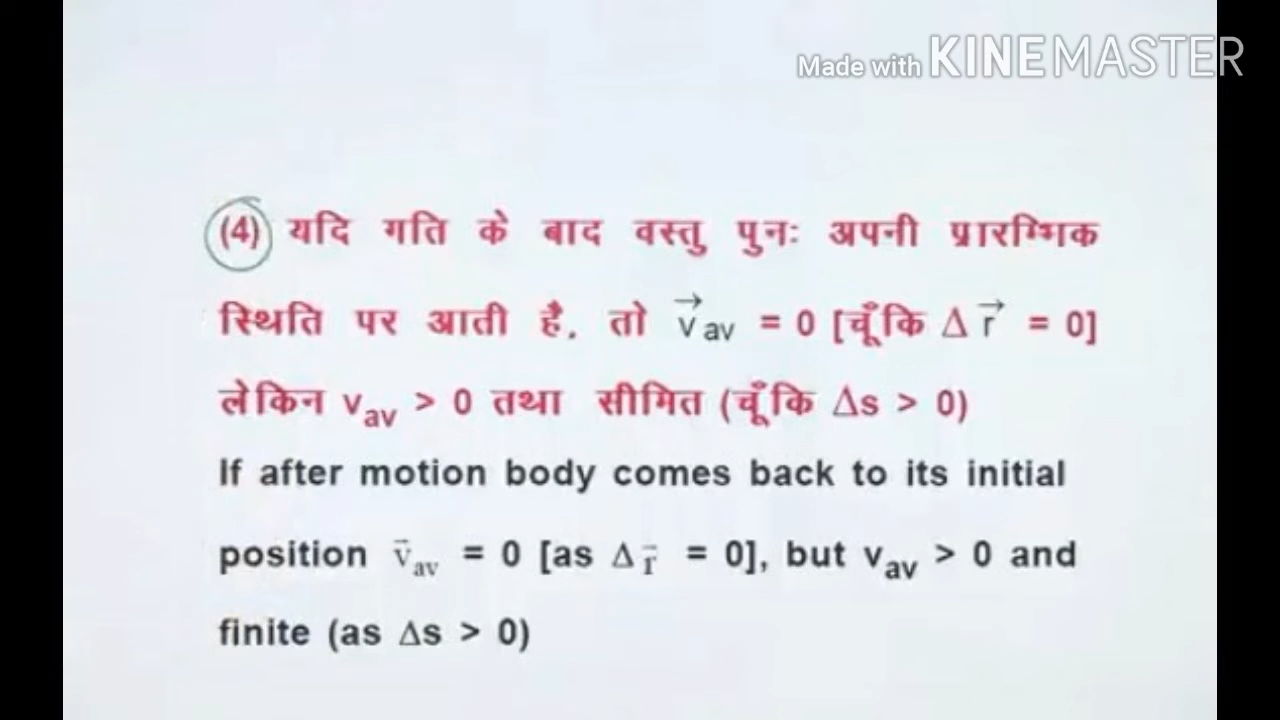 Made with KINEMASTER
(4) यदि गति के बाद वस्तु पुनः अपनी प्रारम्भिक
स्थिति पर आती है, तो v⃗ av = 0 [चूँकि Δ r⃗ = 0]
लेकिन vav > 0 तथा सीमित (चूँकि Δs > 0)
If after motion body comes back to its initial
position v⃗av = 0 [as Δ r⃗ = 0], but vav > 0 and
finite (as Δs > 0)